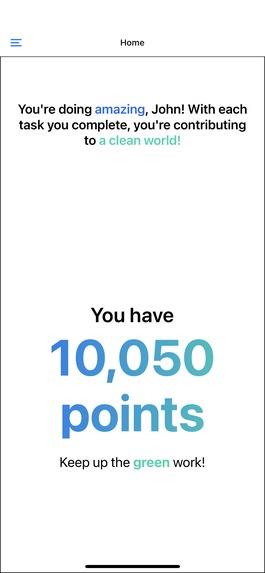 Home
You're doing amazing, John! With each
task you complete, you're contributing
to a clean world!
You have
10,050
points
Keep up the green work!